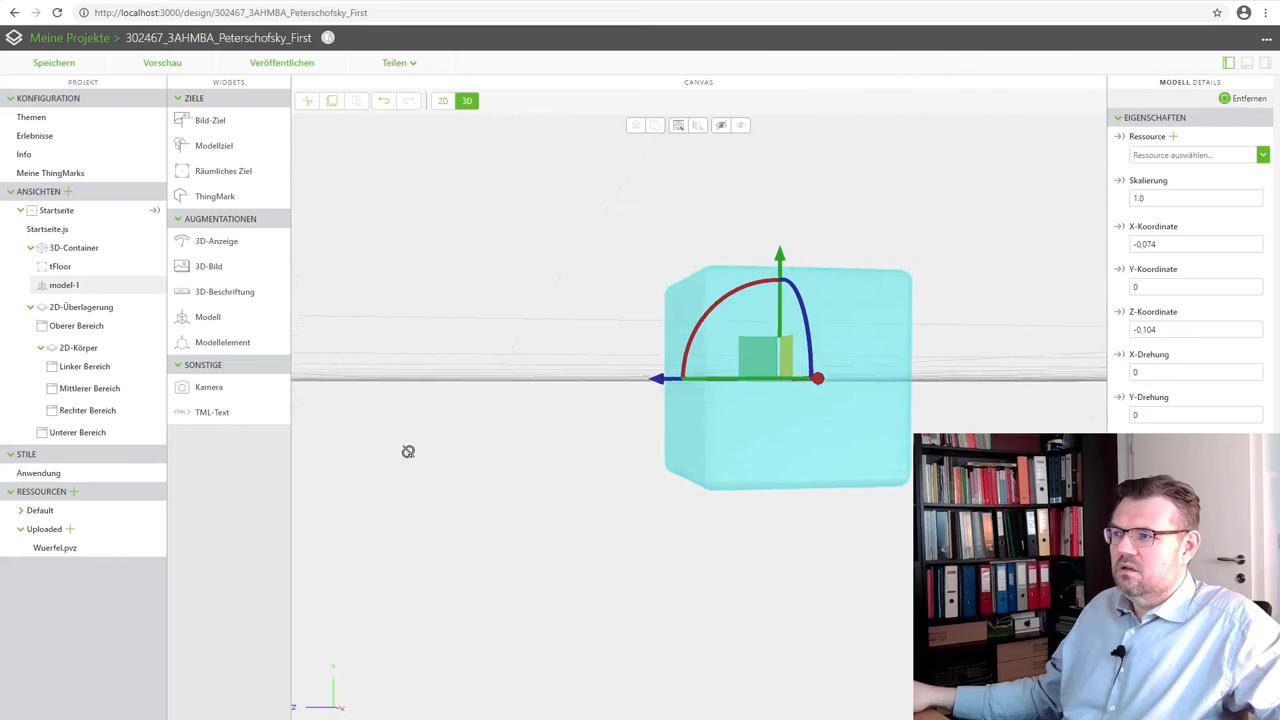 http://localhost:3000/design/302467_3AHMBA_Peterschofsky_First
Meine Projekte > 302467_3AHMBA_Peterschofsky_First
Speichern
Vorschau
Veröffentlichen
Teilen
PROJEKT
WIDGETS
CANVAS
MODELL DETAILS
KONFIGURATION
Themen
Erlebnisse
Info
Meine ThingMarks
ANSICHTEN
Startseite
Startseite.js
3D-Container
tFloor
model-1
2D-Überlagerung
Oberer Bereich
2D-Körper
Linker Bereich
Mittlerer Bereich
Rechter Bereich
Unterer Bereich
STILE
Anwendung
RESSOURCEN
Default
Uploaded
Wuerfel.pvz
ZIELE
Bild-Ziel
Modellziel
Räumliches Ziel
ThingMark
AUGMENTATIONEN
3D-Anzeige
3D-Bild
3D-Beschriftung
Modell
Modellelement
SONSTIGE
Kamera
TML-Text
2D
3D
Y
Z
X
Entfernen
EIGENSCHAFTEN
Ressource
Ressource auswählen...
Skalierung
1.0
X-Koordinate
-0,074
Y-Koordinate
0
Z-Koordinate
-0,104
X-Drehung
0
Y-Drehung
0